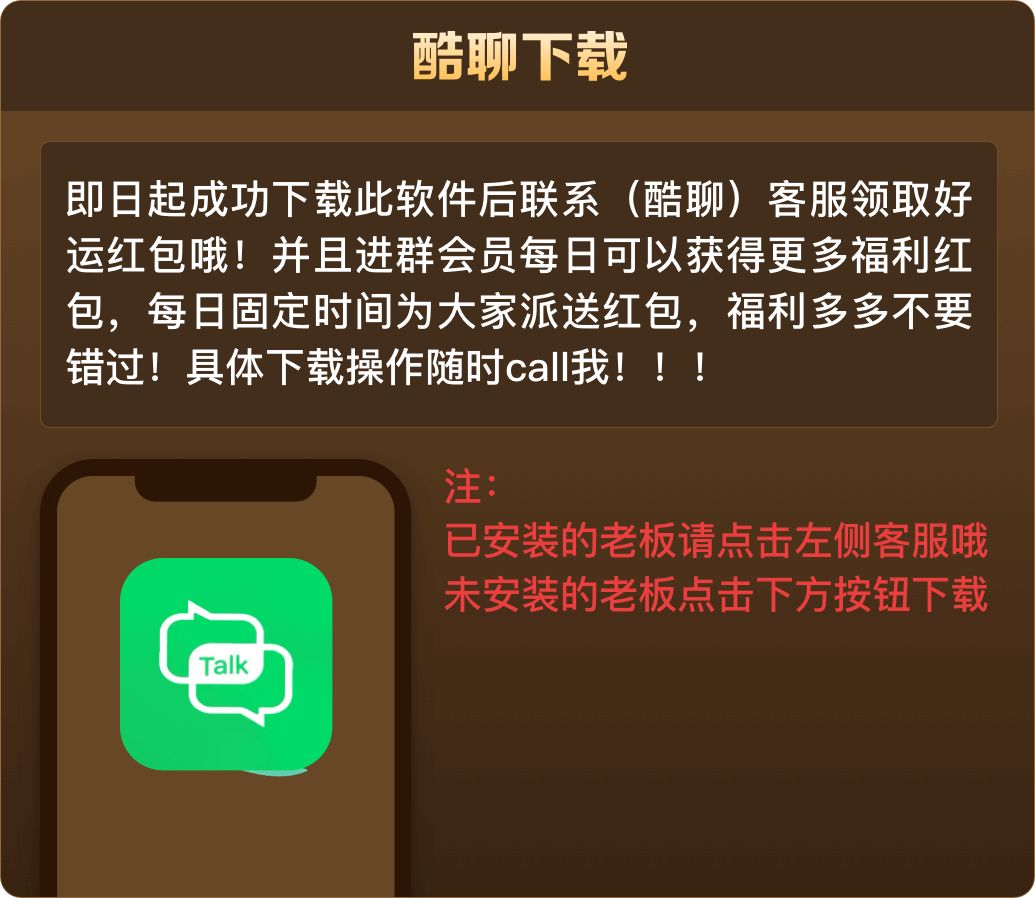 酷聊下载
即日起成功下载此软件后联系（酷聊）客服领取好
运红包哦！并且进群会员每日可以获得更多福利红
包，每日固定时间为大家派送红包，福利多多不要
错过！具体下载操作随时call我！！！
注：
已安装的老板请点击左侧客服哦
未安装的老板点击下方按钮下载
Talk